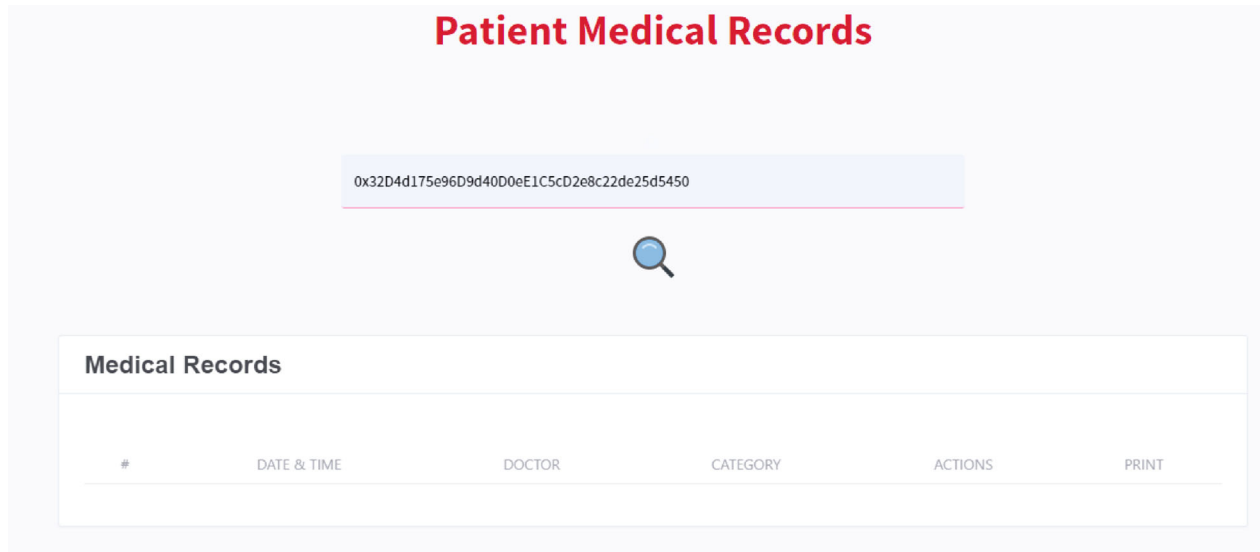 Patient Medical Records
0x32D4d175e96D9d40D0eE1C5cD2e8c22de25d5450
Medical Records
# DATE & TIME DOCTOR CATEGORY ACTIONS PRINT